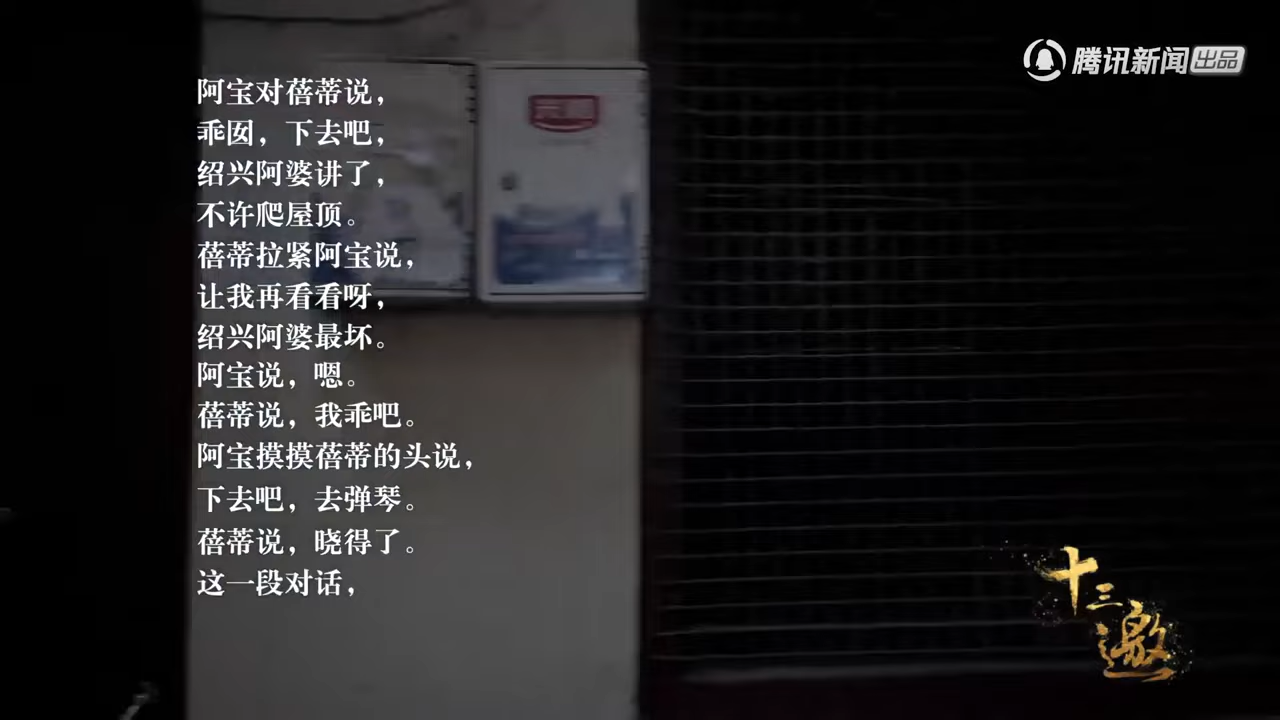 腾讯新闻出品
阿宝对蓓蒂说，
乖囡，下去吧，
绍兴阿婆讲了，
不许爬屋顶。
蓓蒂拉紧阿宝说，
让我再看看呀，
绍兴阿婆最坏。
阿宝说，嗯。
蓓蒂说，我乖吧。
阿宝摸摸蓓蒂的头说，
下去吧，去弹琴。
蓓蒂说，晓得了。
这一段对话，
十三邀